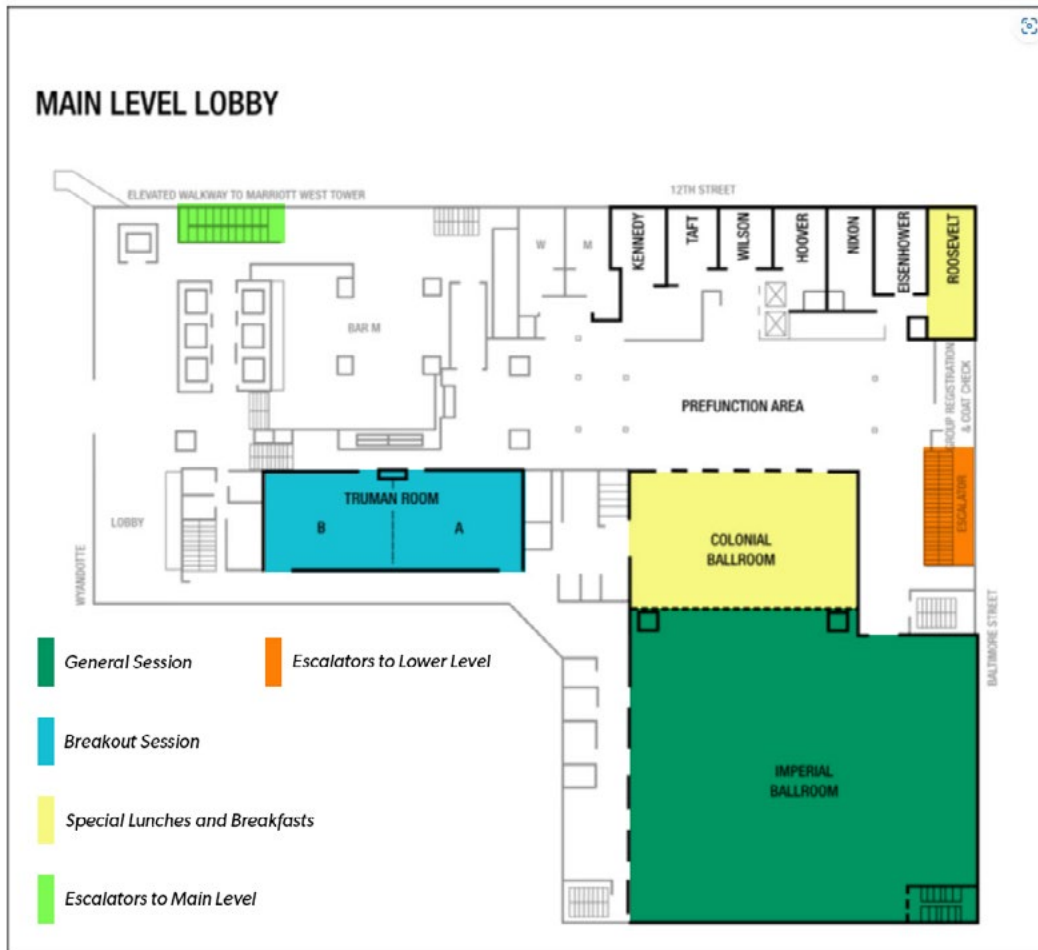 MAIN LEVEL LOBBY
ELEVATED WALKWAY TO MARRIOTT WEST TOWER
12TH STREET
W
M
KENNEDY
TAFT
WILSON
HOOVER
NIXON
EISENHOWER
ROOSEVELT
BAR M
PREFUNCTION AREA
GROUP REGISTRATION
& COAT CHECK
ESCALATOR
TRUMAN ROOM
B
A
LOBBY
WYANDOTTE
COLONIAL
BALLROOM
BALTIMORE STREET
General Session
Escalators to Lower Level
Breakout Session
Special Lunches and Breakfasts
Escalators to Main Level
IMPERIAL
BALLROOM